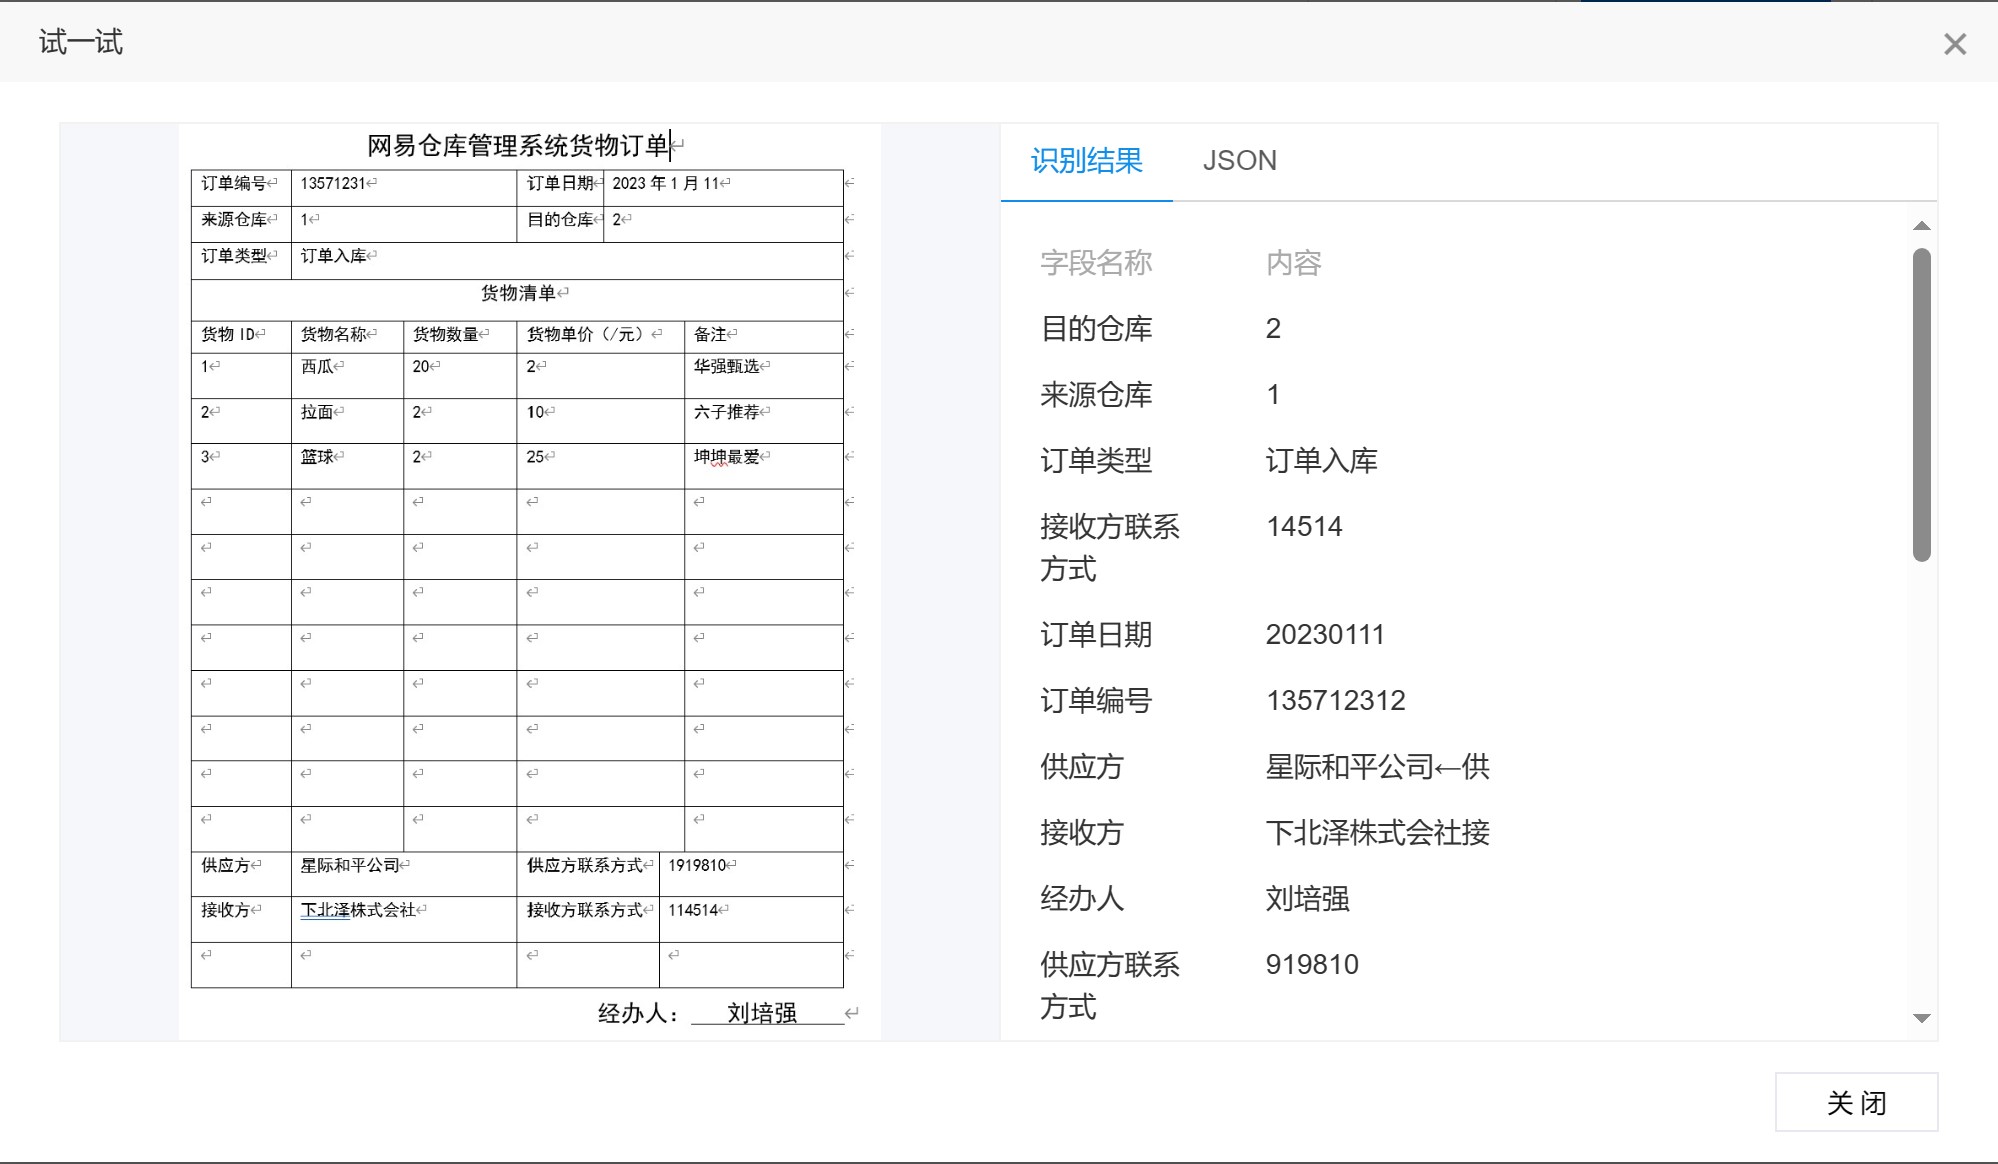 试一试
网易仓库管理系统货物订单
订单编号 13571231 订单日期 2023 年 1 月 11
来源仓库 1 目的仓库 2
订单类型 订单入库
货物清单
货物 ID 货物名称 货物数量 货物单价（/元） 备注
1 西瓜 20 2 华强甄选
2 拉面 2 10 六子推荐
3 篮球 2 25 坤坤最爱
供应方 星际和平公司 供应方联系方式 1919810
接收方 下北泽株式会社 接收方联系方式 114514
经办人： 刘培强
识别结果 JSON
字段名称 内容
目的仓库 2
来源仓库 1
订单类型 订单入库
接收方联系 14514
方式
订单日期 20230111
订单编号 135712312
供应方 星际和平公司←供
接收方 下北泽株式会社接
经办人 刘培强
供应方联系 919810
方式
关 闭